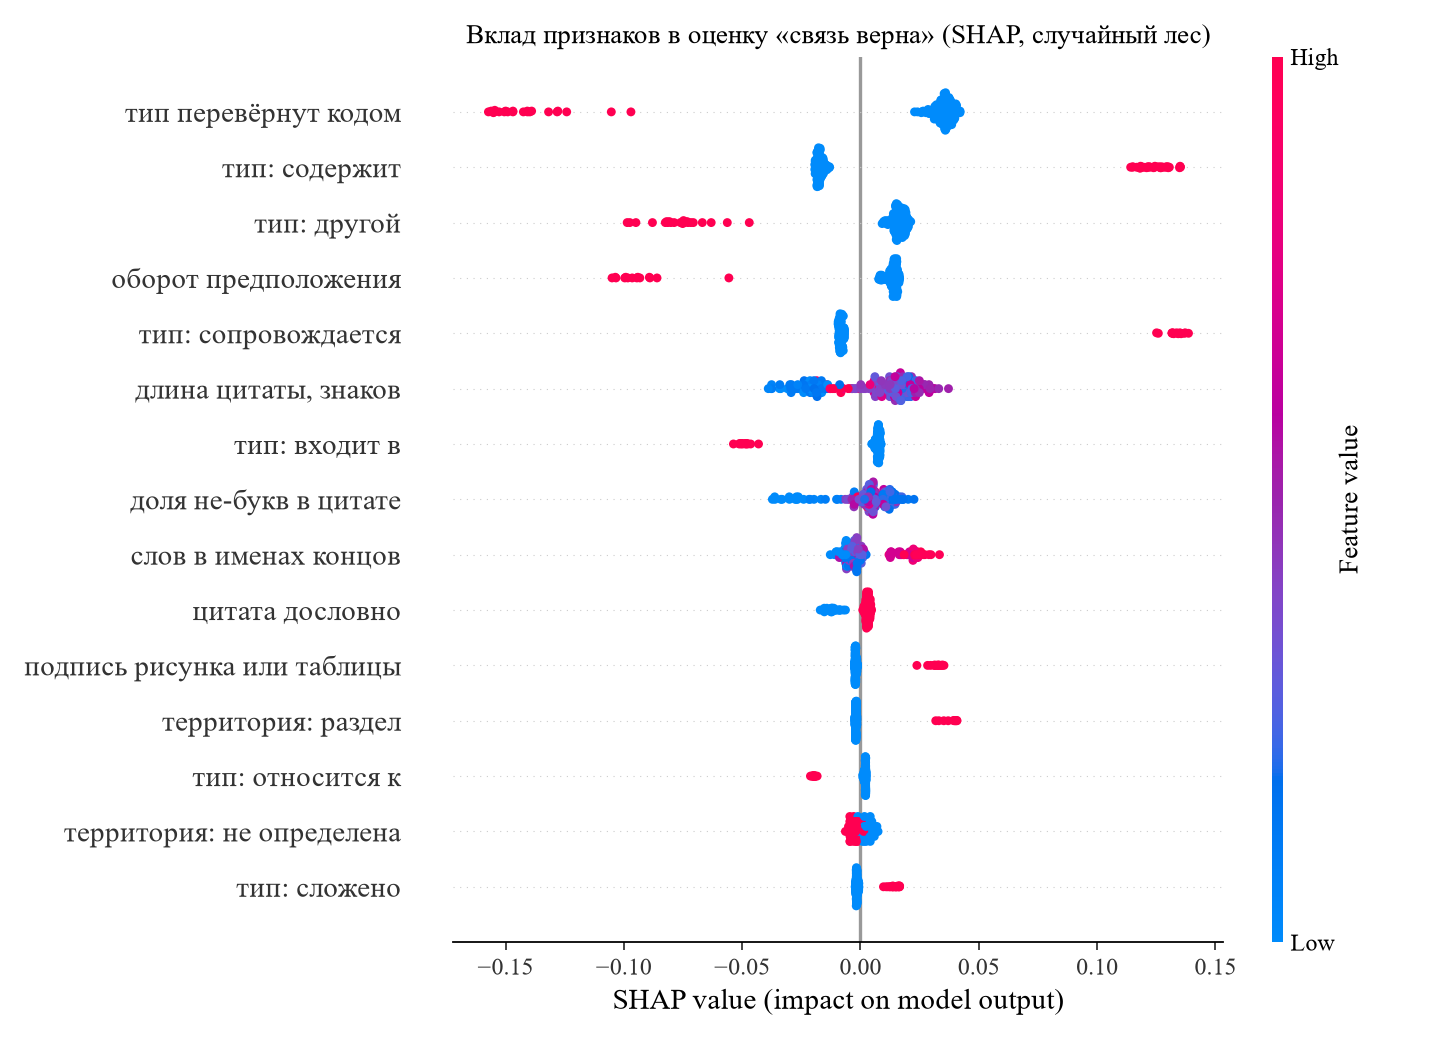 Вклад признаков в оценку «связь верна» (SHAP, случайный лес)
High
тип перевёрнут кодом
тип: содержит
тип: другой
оборот предположения
тип: сопровождается
длина цитаты, знаков
тип: входит в
доля не-букв в цитате
слов в именах концов
цитата дословно
подпись рисунка или таблицы
территория: раздел
тип: относится к
территория: не определена
тип: сложено
Feature value
Low
−0.15 −0.10 −0.05 0.00 0.05 0.10 0.15
SHAP value (impact on model output)